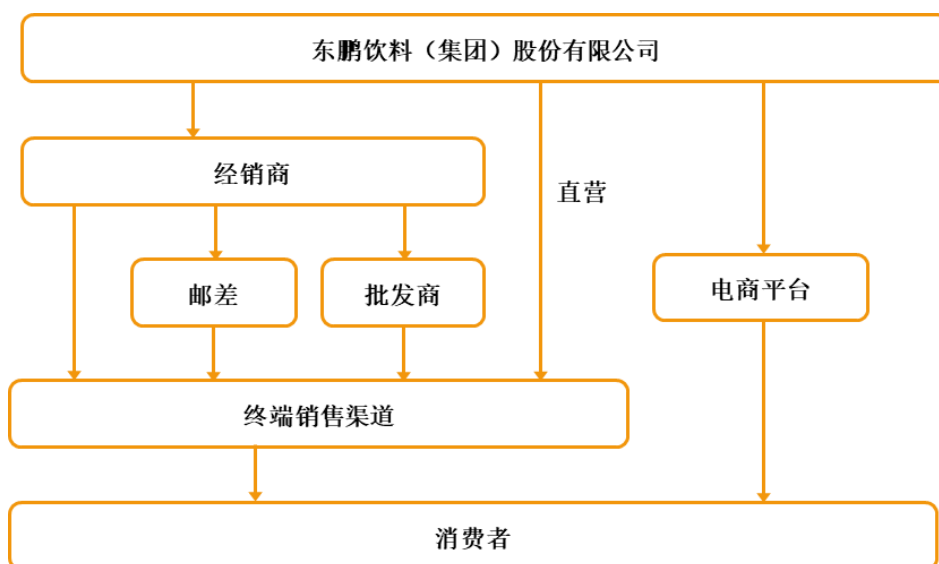 东鹏饮料（集团）股份有限公司
经销商
直营
邮差
批发商
电商平台
终端销售渠道
消费者